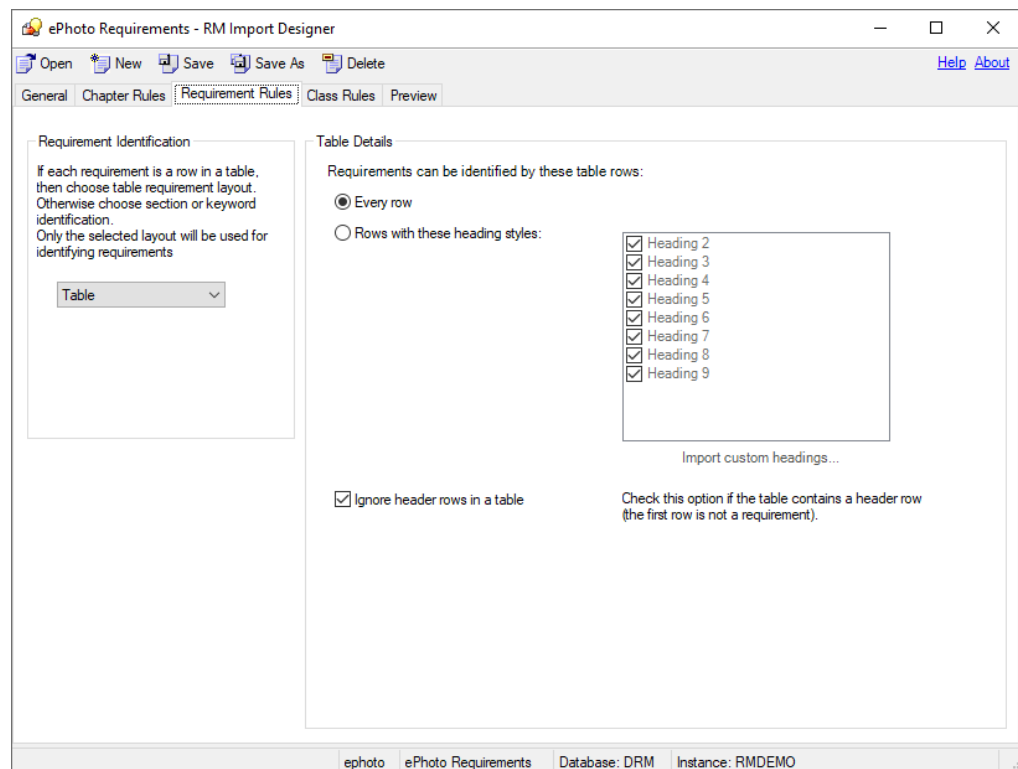 ePhoto Requirements - RM Import Designer
Open New Save Save As Delete Help About
General Chapter Rules Requirement Rules Class Rules Preview
Requirement Identification
If each requirement is a row in a table,
then choose table requirement layout.
Otherwise choose section or keyword
identification.
Only the selected layout will be used for
identifying requirements
Table
Table Details
Requirements can be identified by these table rows:
Every row
Rows with these heading styles:
Heading 2
Heading 3
Heading 4
Heading 5
Heading 6
Heading 7
Heading 8
Heading 9
Import custom headings...
Ignore header rows in a table
Check this option if the table contains a header row
(the first row is not a requirement).
ephoto ePhoto Requirements Database: DRM Instance: RMDEMO